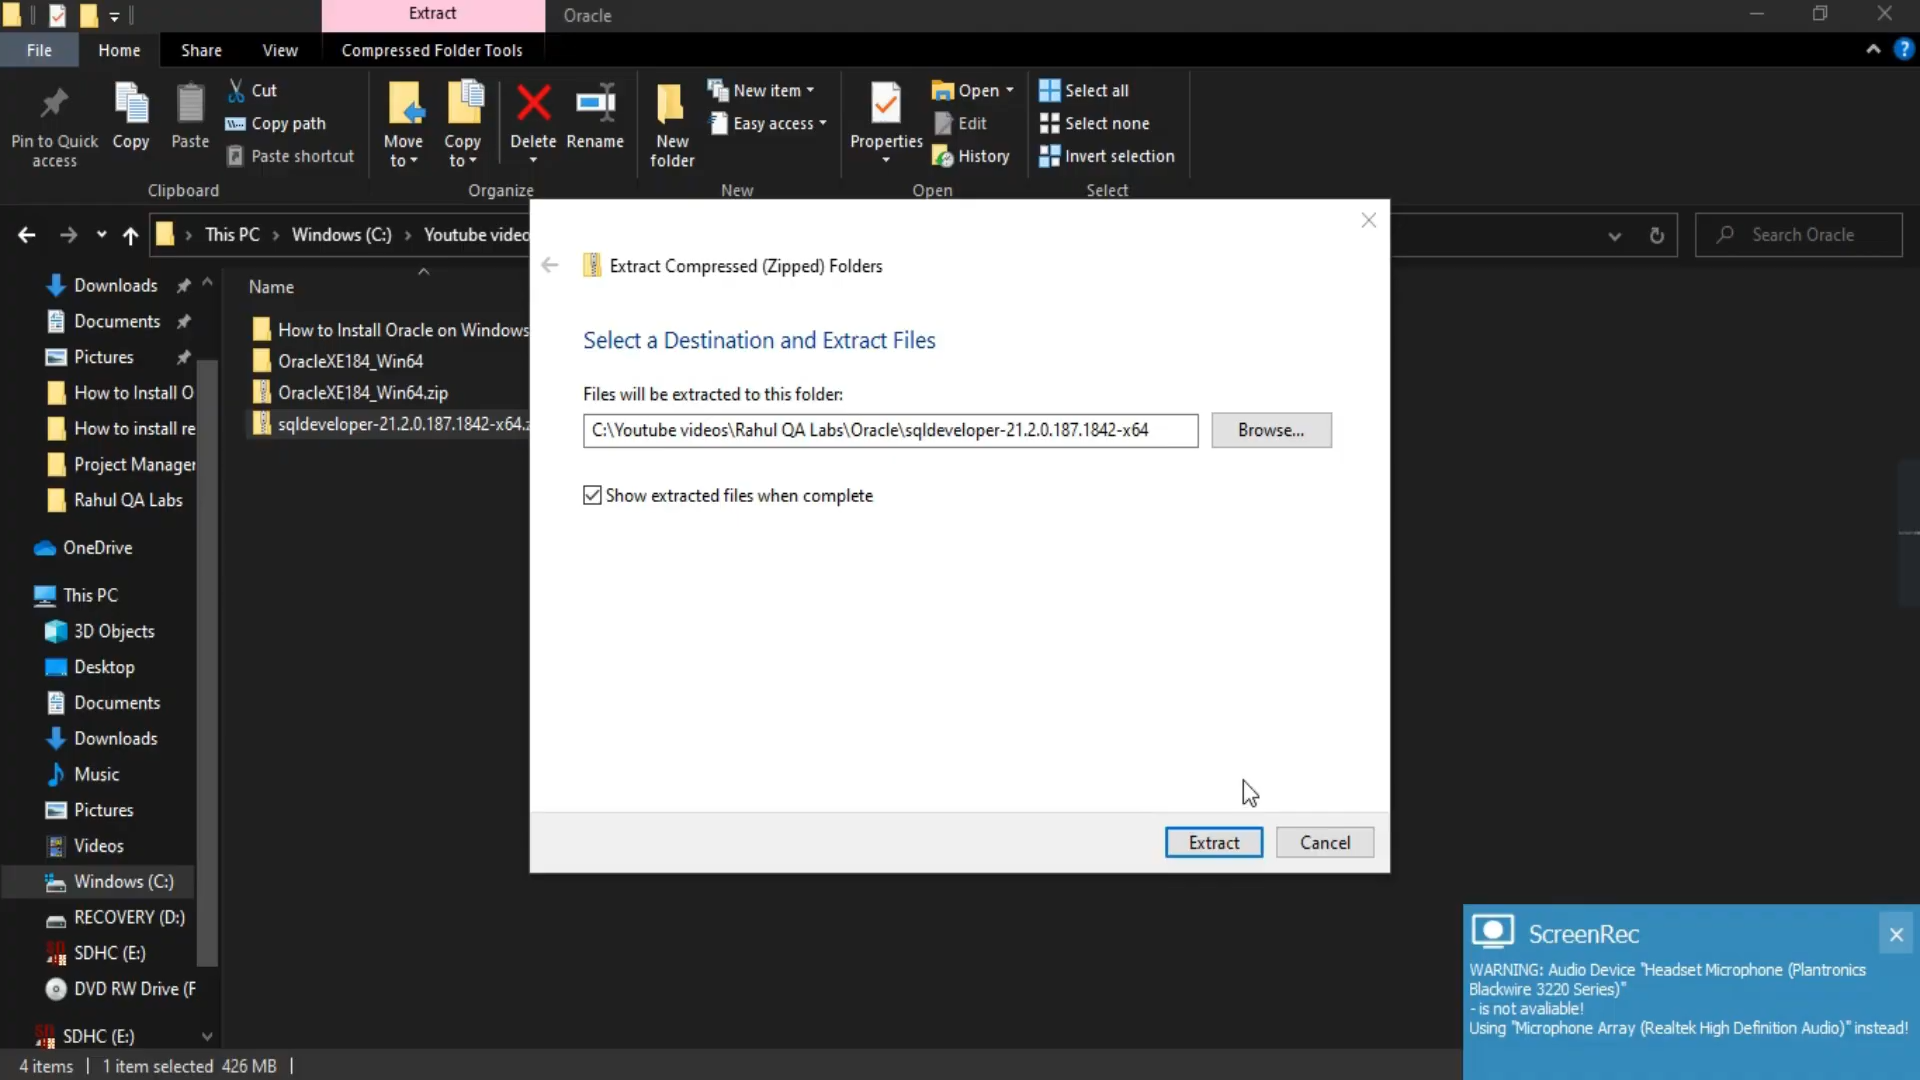 Extract
Oracle
File
Home
Share
View
Compressed Folder Tools
Pin to Quick
access
Copy
Paste
Cut
Copy path
Paste shortcut
Clipboard
Move
to
Copy
to
Delete
Rename
Organize
New
folder
New item
Easy access
New
Properties
Open
Edit
History
Open
Select all
Select none
Invert selection
Select
This PC
Windows (C:)
Youtube video
Search Oracle
Downloads
Documents
Pictures
How to Install O
How to install re
Project Manager
Rahul QA Labs
OneDrive
This PC
3D Objects
Desktop
Documents
Downloads
Music
Pictures
Videos
Windows (C:)
RECOVERY (D:)
SDHC (E:)
DVD RW Drive (F
SDHC (E:)
Name
How to Install Oracle on Windows
OracleXE184_Win64
OracleXE184_Win64.zip
sqldeveloper-21.2.0.187.1842-x64.z
Extract Compressed (Zipped) Folders
Select a Destination and Extract Files
Files will be extracted to this folder:
C:\Youtube videos\Rahul QA Labs\Oracle\sqldeveloper-21.2.0.187.1842-x64
Browse...
Show extracted files when complete
Extract
Cancel
ScreenRec
WARNING: Audio Device "Headset Microphone (Plantronics
Blackwire 3220 Series)"
- is not avaliable!
Using "Microphone Array (Realtek High Definition Audio)" instead!
4 items
1 item selected 426 MB